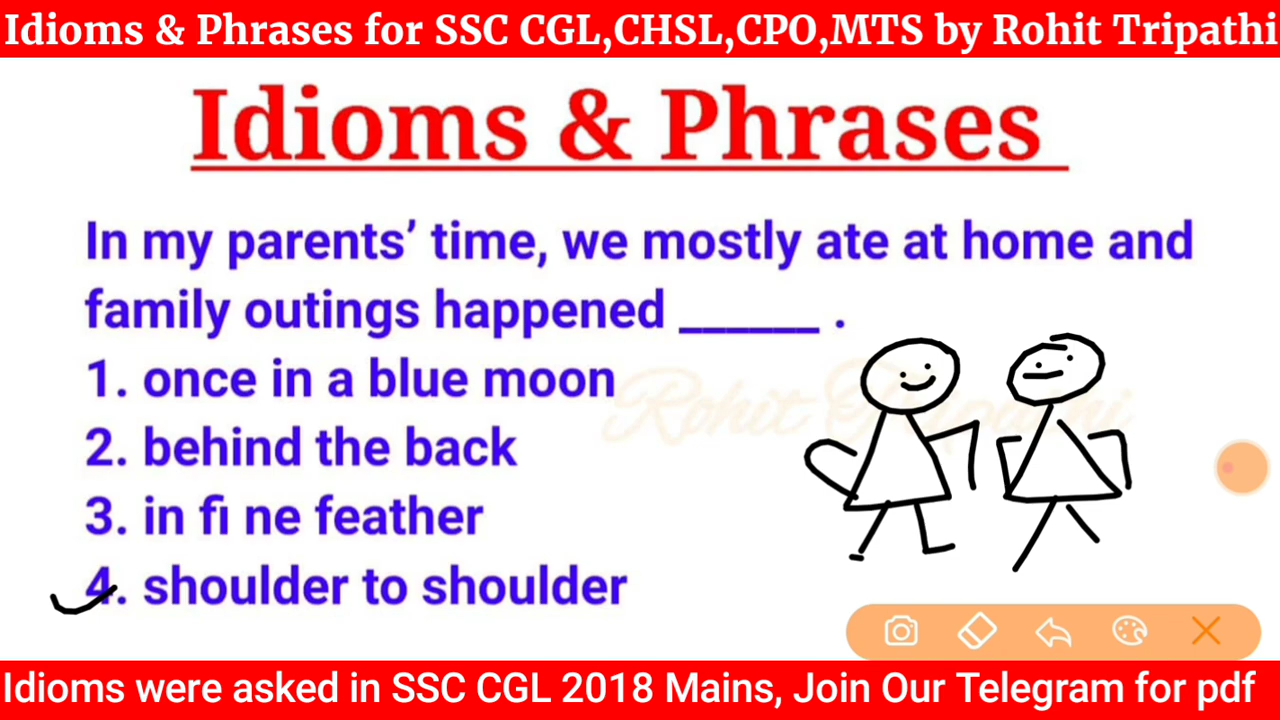 Idioms & Phrases for SSC CGL,CHSL,CPO,MTS by Rohit Tripathi
Idioms & Phrases
In my parents’ time, we mostly ate at home and
family outings happened ______ .
1. once in a blue moon
2. behind the back
3. in fi ne feather
4. shoulder to shoulder
Rohit Tripathi
Idioms were asked in SSC CGL 2018 Mains, Join Our Telegram for pdf